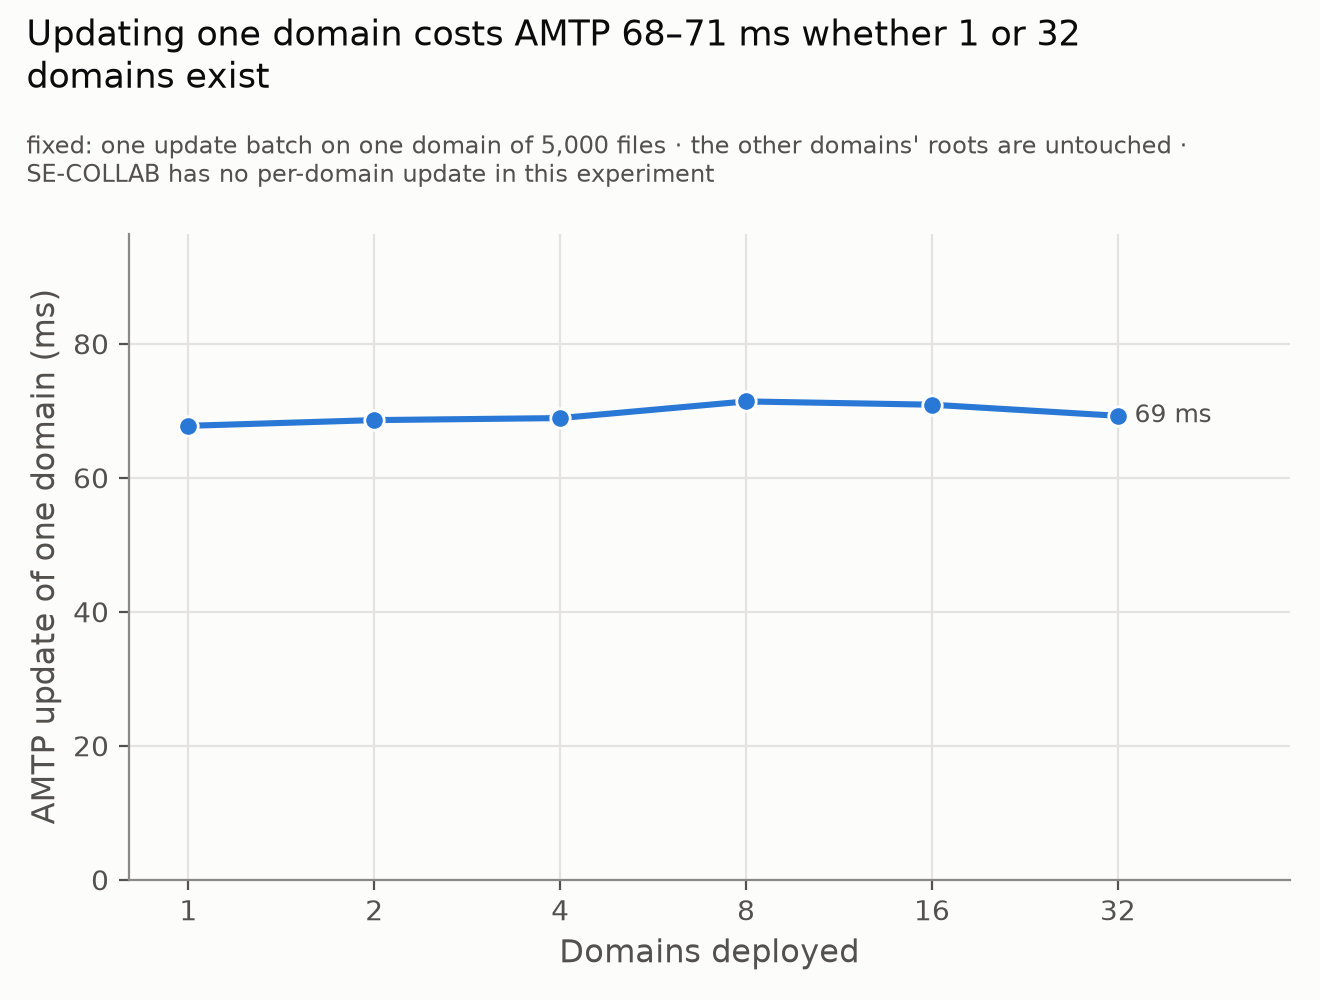 Updating one domain costs AMTP 68–71 ms whether 1 or 32
domains exist
fixed: one update batch on one domain of 5,000 files · the other domains' roots are untouched ·
SE-COLLAB has no per-domain update in this experiment
AMTP update of one domain (ms)
80
60
40
20
0
69 ms
1 2 4 8 16 32
Domains deployed